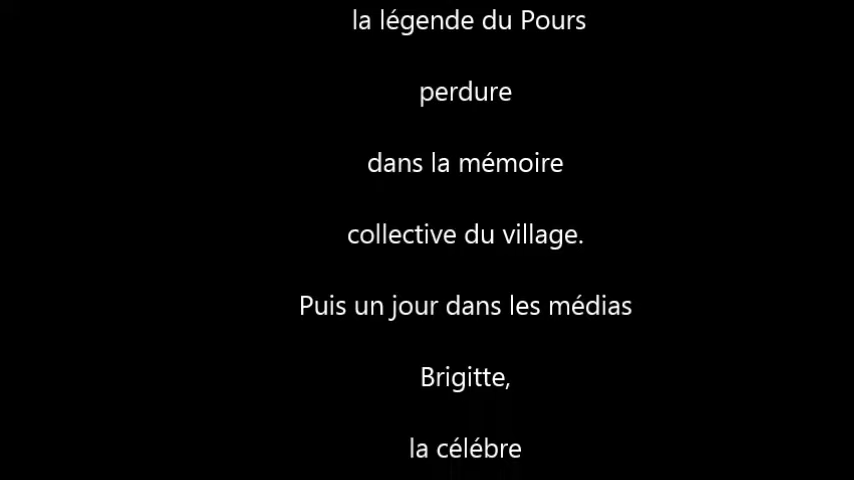 la légende du Pours
perdure
dans la mémoire
collective du village.
Puis un jour dans les médias
Brigitte,
la célébre